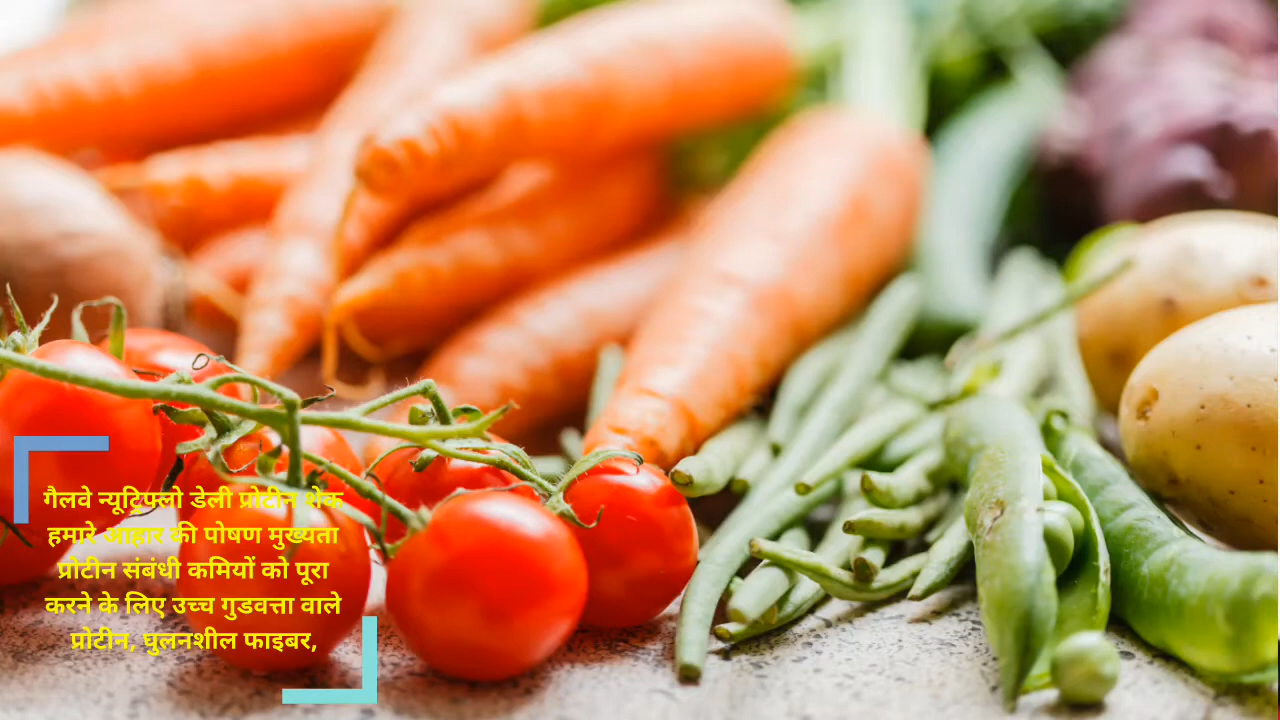 गैलवे न्यूट्रिफ्लो डेली प्रोटीन शेक
हमारे आहार की पोषण मुख्यता
प्रोटीन संबंधी कमियों को पूरा
करने के लिए उच्च गुडवत्ता वाले
प्रोटीन, घुलनशील फाइबर,